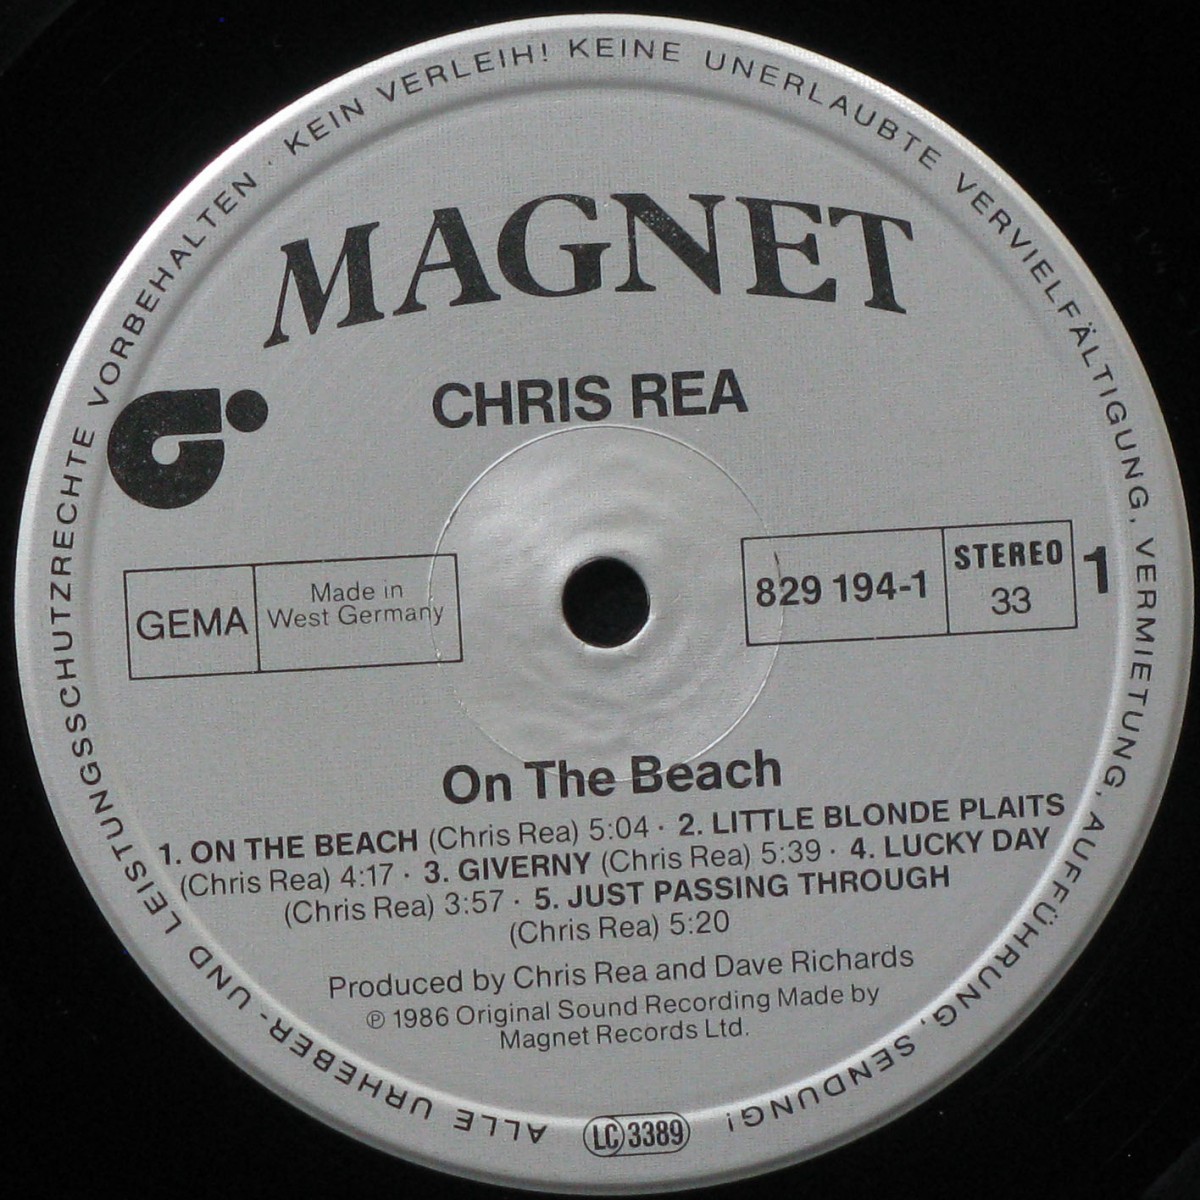 ALLE URHEBER- UND LEISTUNGSSCHUTZRECHTE VORBEHALTEN · KEIN VERLEIH! KEINE UNERLAUBTE VERVIELFÄLTIGUNG, VERMIETUNG, AUFFÜHRUNG, SENDUNG!
MAGNET
CHRIS REA
GEMA
Made in
West Germany
829 194-1
STEREO
33
1
On The Beach
1. ON THE BEACH (Chris Rea) 5:04 · 2. LITTLE BLONDE PLAITS
(Chris Rea) 4:17 · 3. GIVERNY (Chris Rea) 5:39 · 4. LUCKY DAY
(Chris Rea) 3:57 · 5. JUST PASSING THROUGH
(Chris Rea) 5:20
Produced by Chris Rea and Dave Richards
℗ 1986 Original Sound Recording Made by
Magnet Records Ltd.
LC 3389